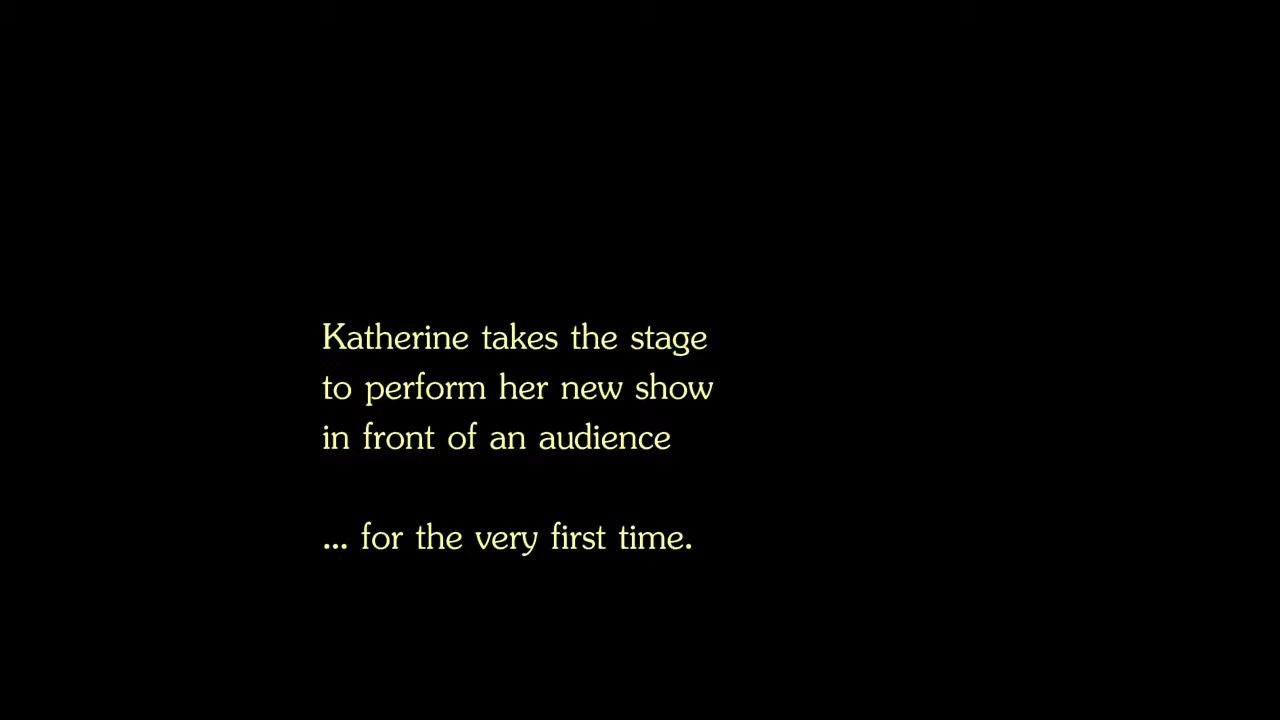 Katherine takes the stage
to perform her new show
in front of an audience
... for the very first time.